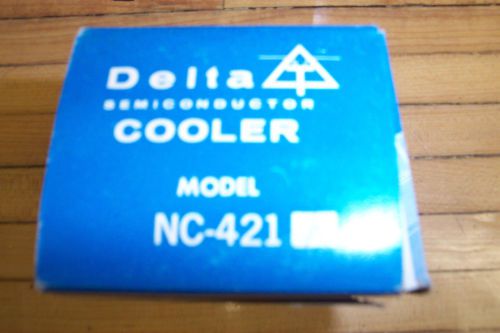 Delta
SEMICONDUCTOR
COOLER
MODEL
NC-421